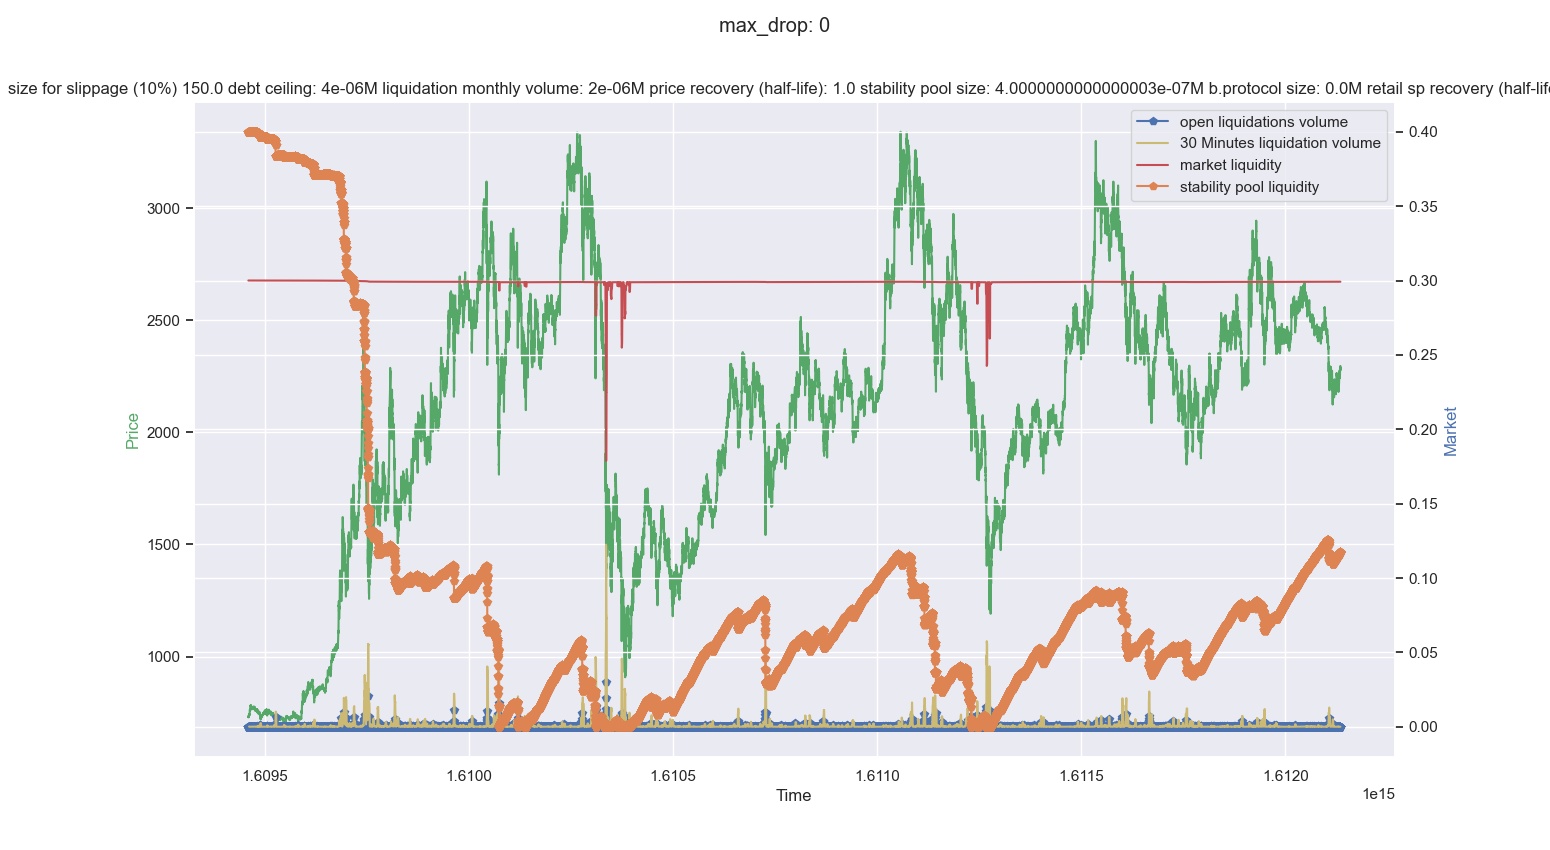 max_drop: 0
size for slippage (10%) 150.0 debt ceiling: 4e-06M liquidation monthly volume: 2e-06M price recovery (half-life): 1.0 stability pool size: 4.0000000000000003e-07M b.protocol size: 0.0M retail sp recovery
open liquidations volume
30 Minutes liquidation volume
market liquidity
stability pool liquidity
Price
3000
2500
2000
1500
1000
0.40
0.35
0.30
0.25
0.20
0.15
0.10
0.05
0.00
Market
1.6095 1.6100 1.6105 1.6110 1.6115 1.6120
Time
1e15